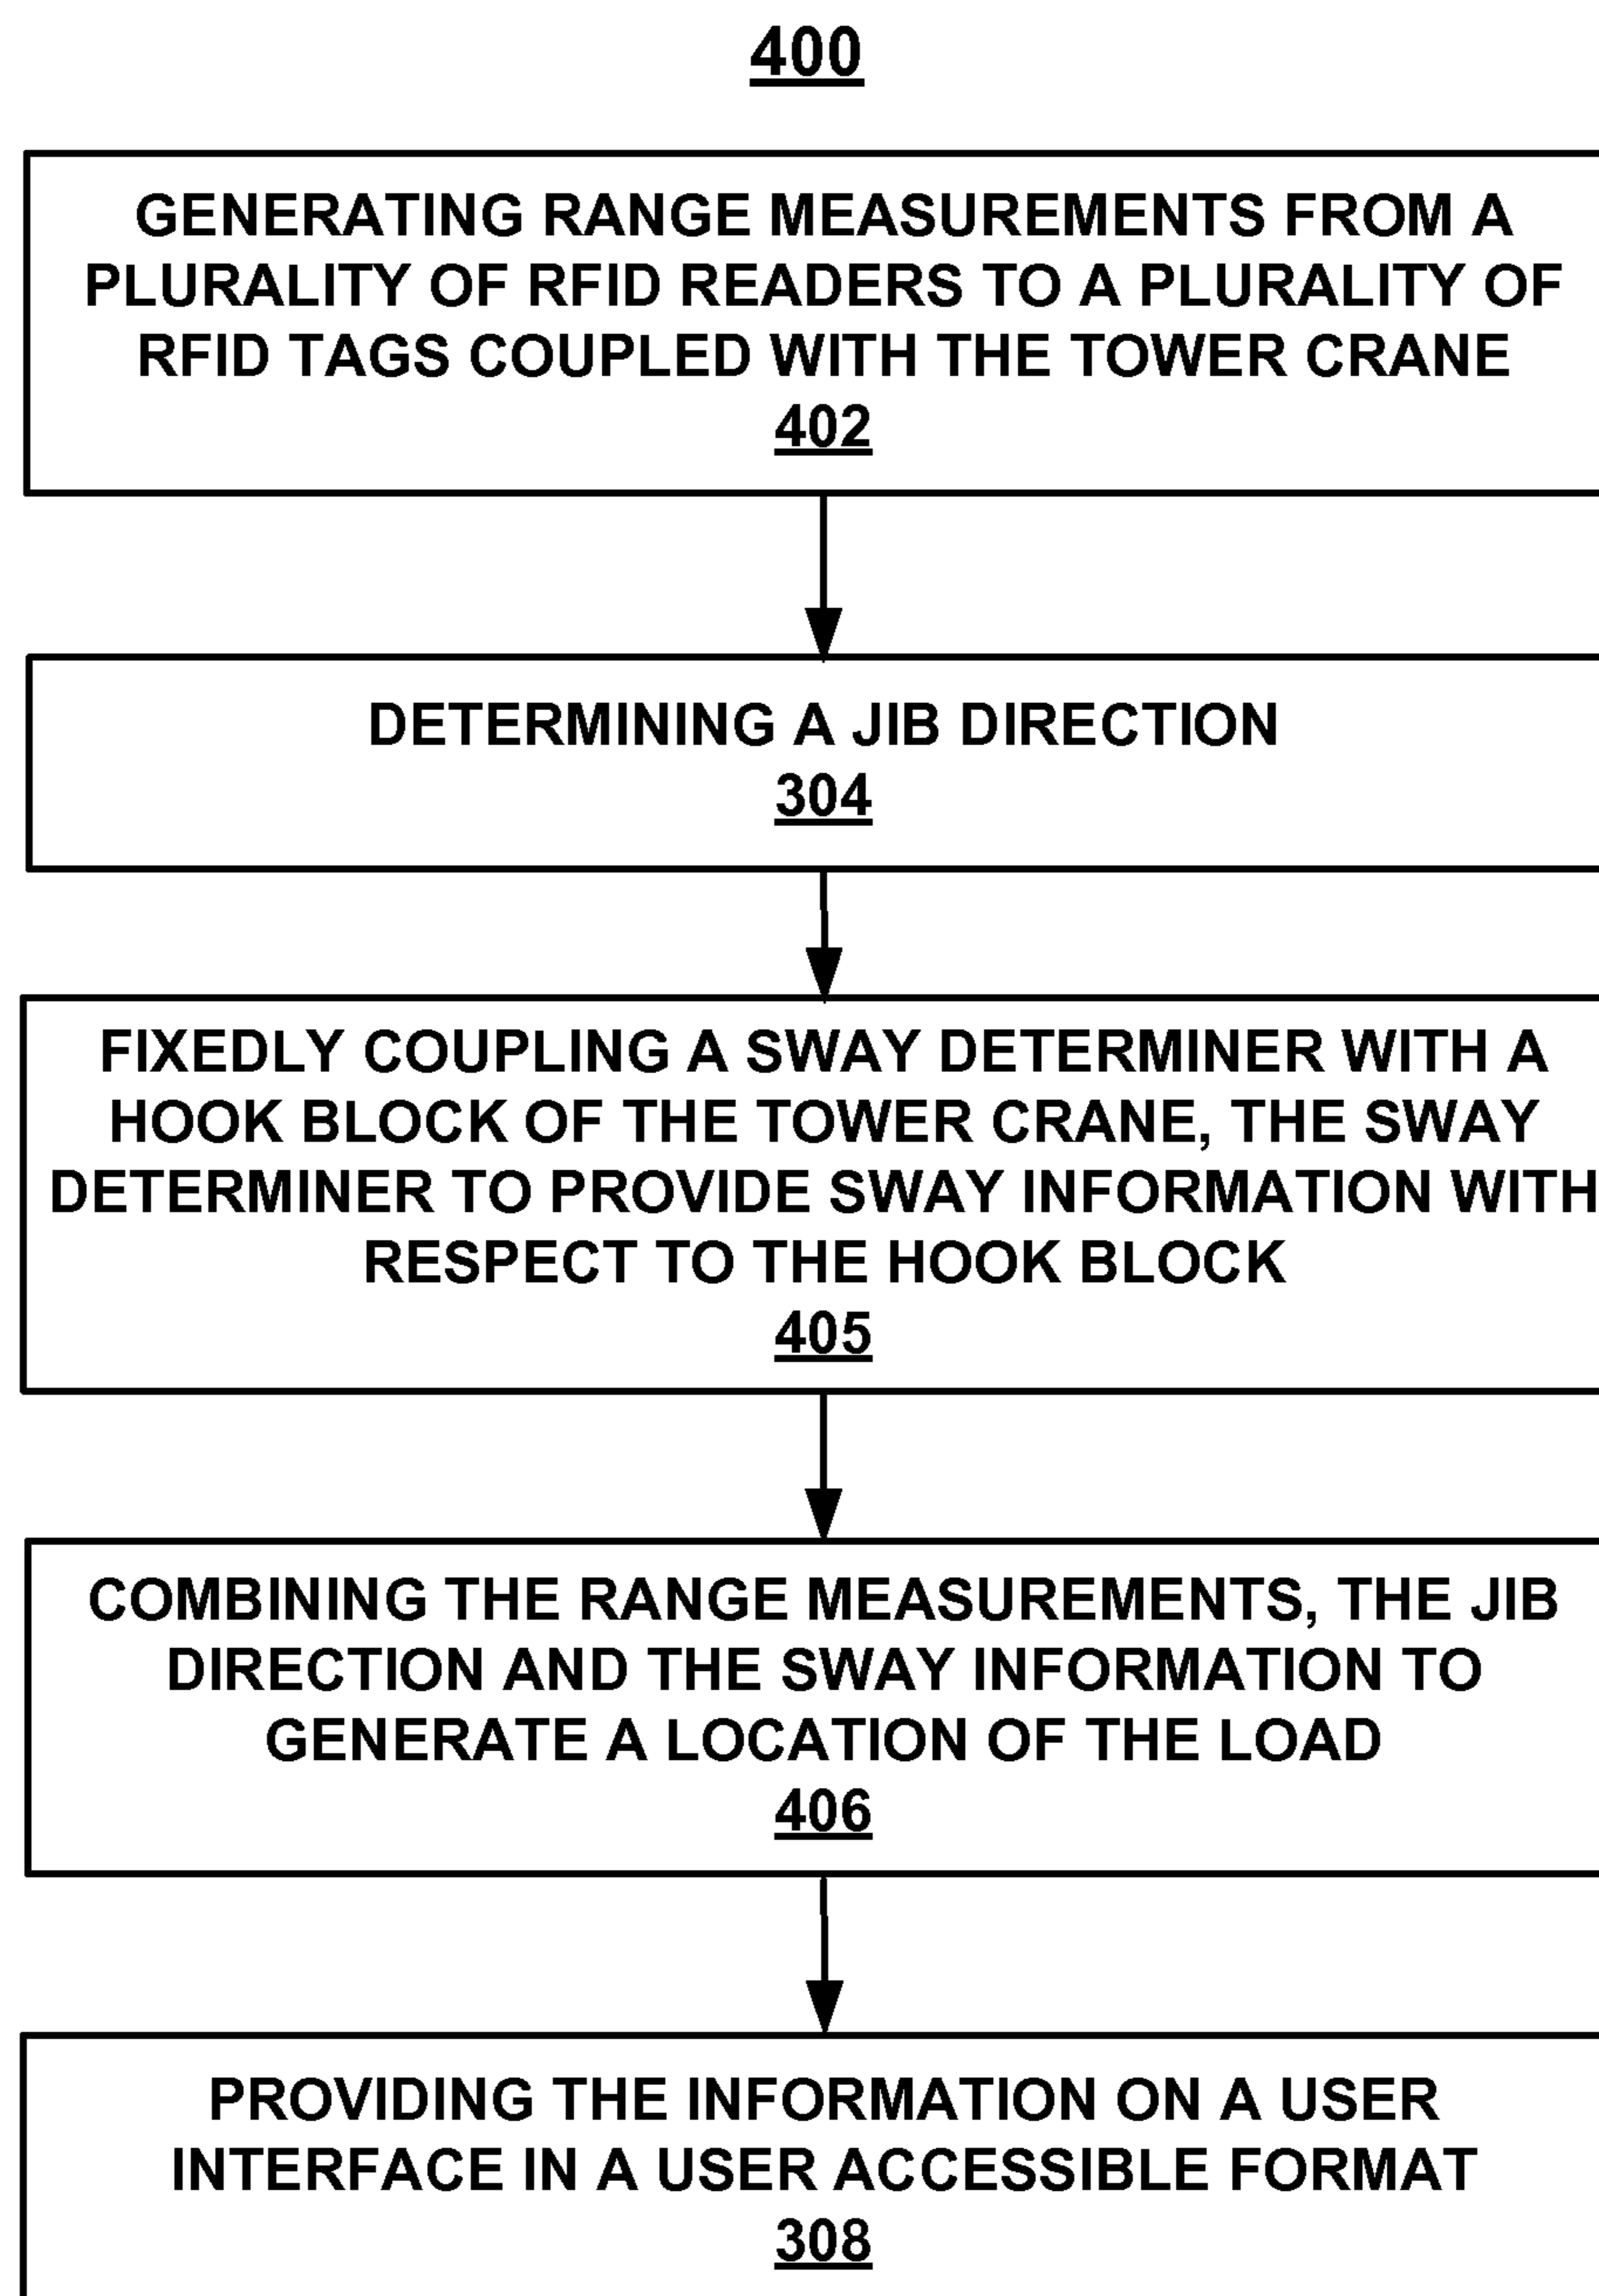 400
GENERATING RANGE MEASUREMENTS FROM A
PLURALITY OF RFID READERS TO A PLURALITY OF
RFID TAGS COUPLED WITH THE TOWER CRANE
402
DETERMINING A JIB DIRECTION
304
FIXEDLY COUPLING A SWAY DETERMINER WITH A
HOOK BLOCK OF THE TOWER CRANE, THE SWAY
DETERMINER TO PROVIDE SWAY INFORMATION WITH
RESPECT TO THE HOOK BLOCK
405
COMBINING THE RANGE MEASUREMENTS, THE JIB
DIRECTION AND THE SWAY INFORMATION TO
GENERATE A LOCATION OF THE LOAD
406
PROVIDING THE INFORMATION ON A USER
INTERFACE IN A USER ACCESSIBLE FORMAT
308